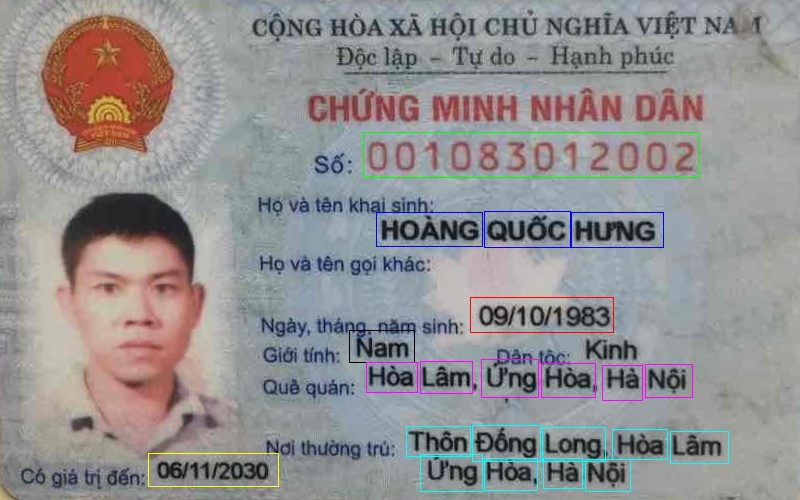 CỘNG HÒA XÃ HỘI CHỦ NGHĨA VIỆT NAM
Độc lập - Tự do - Hạnh phúc
CHỨNG MINH NHÂN DÂN
Số: 001083012002
Họ và tên khai sinh:
HOÀNG QUỐC HƯNG
Họ và tên gọi khác:
Ngày, tháng, năm sinh: 09/10/1983
Giới tính: Nam Dân tộc: Kinh
Quê quán: Hòa Lâm, Ứng Hòa, Hà Nội
Nơi thường trú: Thôn Đống Long, Hòa Lâm
Ứng Hòa, Hà Nội
Có giá trị đến: 06/11/2030